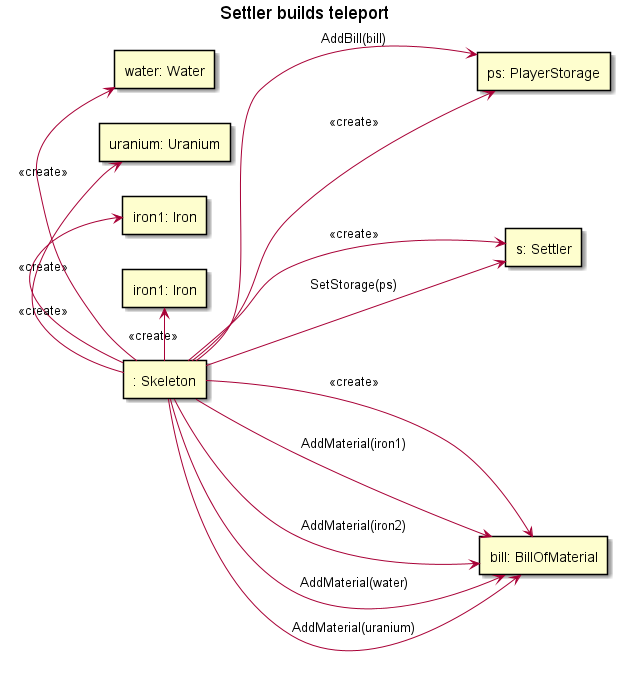 Settler builds teleport
AddBill(bill)
water: Water
ps: PlayerStorage
«create»
uranium: Uranium
«create»
iron1: Iron
«create»
s: Settler
«create»
iron1: Iron
SetStorage(ps)
«create»
«create»
: Skeleton
«create»
AddMaterial(iron1)
AddMaterial(iron2)
bill: BillOfMaterial
AddMaterial(water)
AddMaterial(uranium)